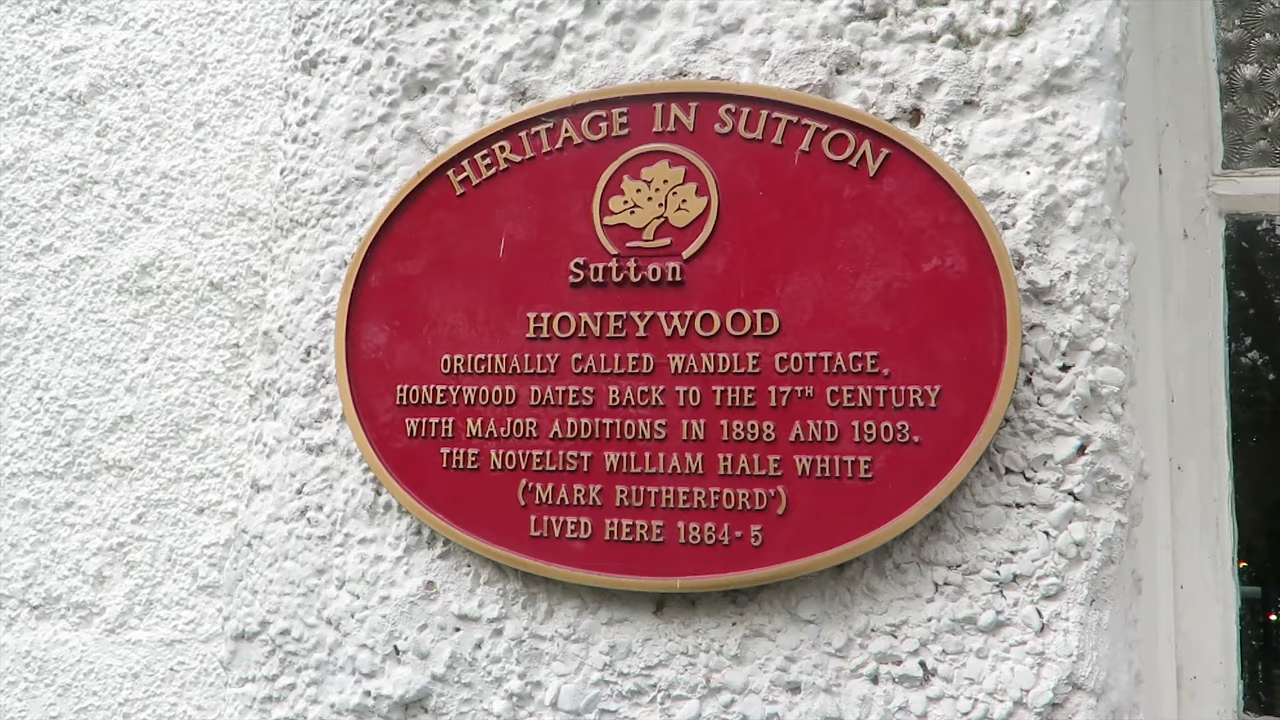 HERITAGE IN SUTTON
Sutton
HONEYWOOD
ORIGINALLY CALLED WANDLE COTTAGE,
HONEYWOOD DATES BACK TO THE 17TH CENTURY
WITH MAJOR ADDITIONS IN 1898 AND 1903.
THE NOVELIST WILLIAM HALE WHITE
('MARK RUTHERFORD')
LIVED HERE 1864-5